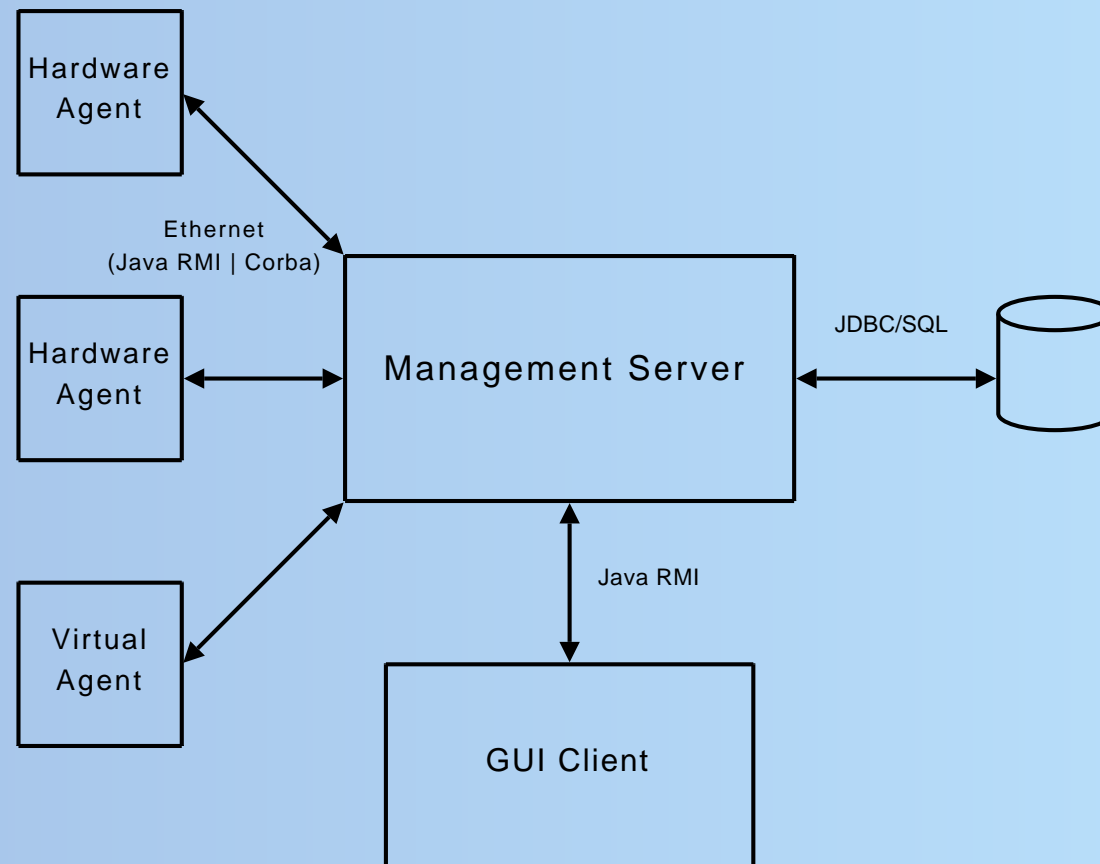 Hardware
Agent
Ethernet
(Java RMI | Corba)
Hardware
Agent
Management Server
JDBC/SQL
Java RMI
Virtual
Agent
GUI Client